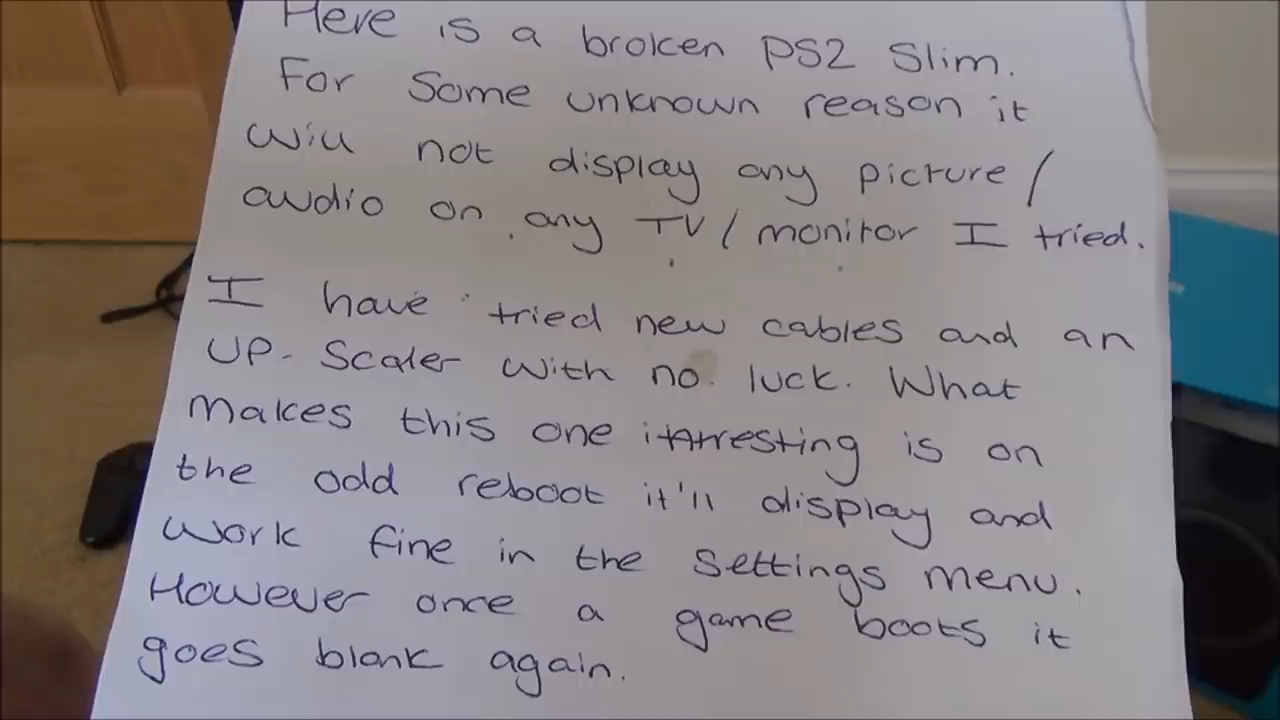 Here is a broken PS2 Slim.
For Some unknown reason it
Will not display any picture/
audio on any TV/monitor I tried.
I have tried new cables and an
UP-Scaler with no luck. What
makes this one intrresting is on
the odd reboot it'll display and
work fine in the settings menu.
However once a game boots it
goes blank again.